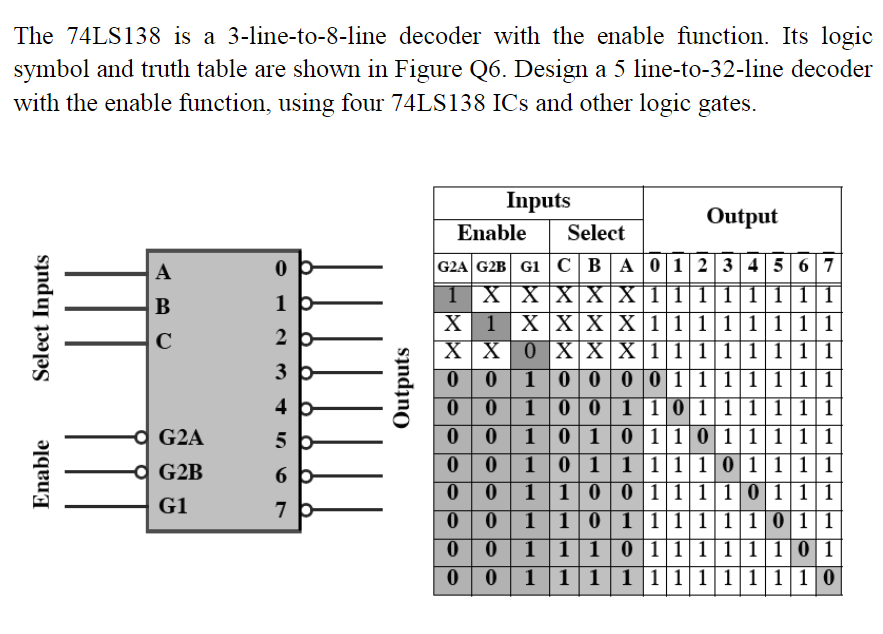 The 74LS138 is a 3-line-to-8-line decoder with the enable function. Its logic
symbol and truth table are shown in Figure Q6. Design a 5 line-to-32-line decoder
with the enable function, using four 74LS138 ICs and other logic gates.
Select Inputs
Enable
A
B
C
G2A
G2B
G1
0
1
2
3
4
5
6
7
Outputs
Inputs Output
Enable Select
G2A G2B G1 C B A 0 1 2 3 4 5 6 7
1 X X X X X 1 1 1 1 1 1 1 1
X 1 X X X X 1 1 1 1 1 1 1 1
X X 0 X X X 1 1 1 1 1 1 1 1
0 0 1 0 0 0 0 1 1 1 1 1 1 1
0 0 1 0 0 1 1 0 1 1 1 1 1 1
0 0 1 0 1 0 1 1 0 1 1 1 1 1
0 0 1 0 1 1 1 1 1 0 1 1 1 1
0 0 1 1 0 0 1 1 1 1 0 1 1 1
0 0 1 1 0 1 1 1 1 1 1 0 1 1
0 0 1 1 1 0 1 1 1 1 1 1 0 1
0 0 1 1 1 1 1 1 1 1 1 1 1 0